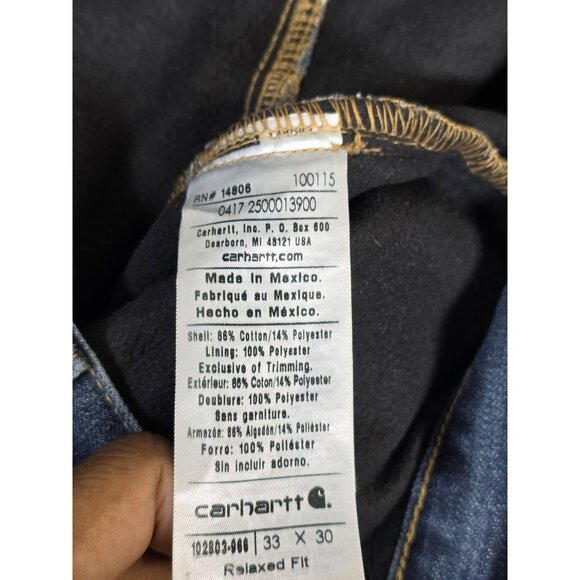 RN# 14806 100115
0417 2500013900
Carhartt, Inc. P. O. Box 600
Dearborn, MI 48121 USA
carhartt.com
Made in Mexico.
Fabriqué au Mexique.
Hecho en México.
Shell: 86% Cotton/14% Polyester
Lining: 100% Polyester
Exclusive of Trimming.
Extérieur: 86% Coton/14% Polyester
Doublure: 100% Polyester
Sans garniture.
Armazón: 86% Algodón/14% Poliéster
Forro: 100% Poliéster
Sin incluir adorno.
carhartt
102803-966 33 X 30
Relaxed Fit